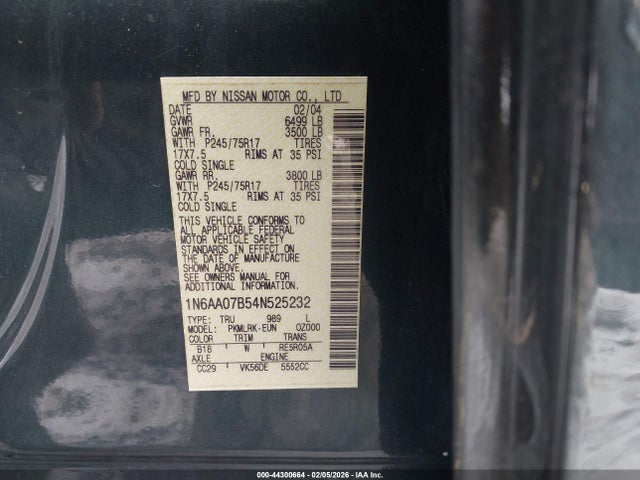 MFD BY NISSAN MOTOR CO., LTD
DATE 02/04
GVWR 6499 LB
GAWR FR. 3500 LB
WITH P245/75R17 TIRES
17X7.5 RIMS AT 35 PSI
COLD SINGLE
GAWR RR. 3800 LB
WITH P245/75R17 TIRES
17X7.5 RIMS AT 35 PSI
COLD SINGLE
THIS VEHICLE CONFORMS TO
ALL APPLICABLE FEDERAL
MOTOR VEHICLE SAFETY
STANDARDS IN EFFECT ON
THE DATE OF MANUFACTURE
SHOWN ABOVE.
SEE OWNERS MANUAL FOR
ADDITIONAL INFORMATION
1N6AA07B54N525232
TYPE: TRU 989 L
MODEL: PKMLRK-EUN OZ000
COLOR TRIM TRANS
B18 W RE5R05A
AXLE ENGINE
CC29 VK56DE 5552CC
000-44300664 - 02/05/2026 - IAA Inc.